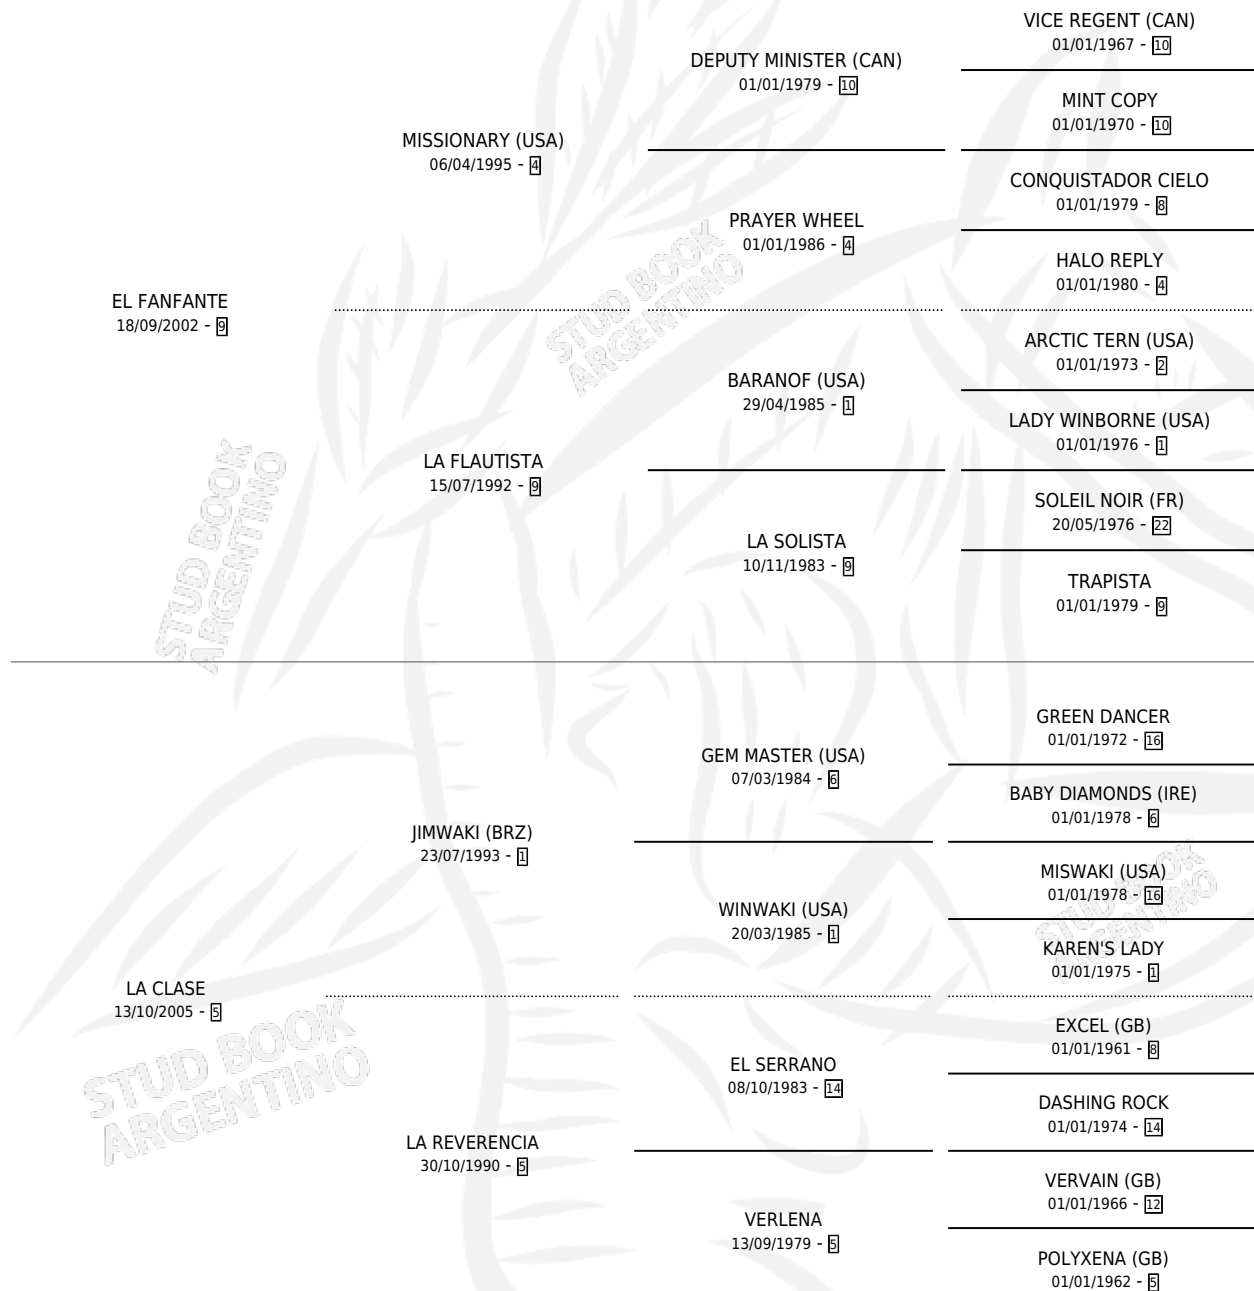 VICE REGENT (CAN)
01/01/1967 - 10
DEPUTY MINISTER (CAN)
01/01/1979 - 10
MINT COPY
01/01/1970 - 10
MISSIONARY (USA)
06/04/1995 - 4
CONQUISTADOR CIELO
01/01/1979 - 8
PRAYER WHEEL
01/01/1986 - 4
HALO REPLY
01/01/1980 - 4
EL FANFANTE
18/09/2002 - 9
ARCTIC TERN (USA)
01/01/1973 - 2
BARANOF (USA)
29/04/1985 - 1
LADY WINBORNE (USA)
01/01/1976 - 1
LA FLAUTISTA
15/07/1992 - 9
SOLEIL NOIR (FR)
20/05/1976 - 22
LA SOLISTA
10/11/1983 - 9
TRAPISTA
01/01/1979 - 9
STUD BOOK
ARGENTINO
STUD BOOK
ARGENTINO
GREEN DANCER
01/01/1972 - 16
GEM MASTER (USA)
07/03/1984 - 6
BABY DIAMONDS (IRE)
01/01/1978 - 6
JIMWAKI (BRZ)
23/07/1993 - 1
MISWAKI (USA)
01/01/1978 - 16
WINWAKI (USA)
20/03/1985 - 1
KAREN'S LADY
01/01/1975 - 1
STUD BOOK
ARGENTINO
LA CLASE
13/10/2005 - 5
EXCEL (GB)
01/01/1961 - 8
EL SERRANO
08/10/1983 - 14
DASHING ROCK
01/01/1974 - 14
LA REVERENCIA
30/10/1990 - 5
VERVAIN (GB)
01/01/1966 - 12
VERLENA
13/09/1979 - 5
POLYXENA (GB)
01/01/1962 - 5
STUD BOOK
ARGENTINO